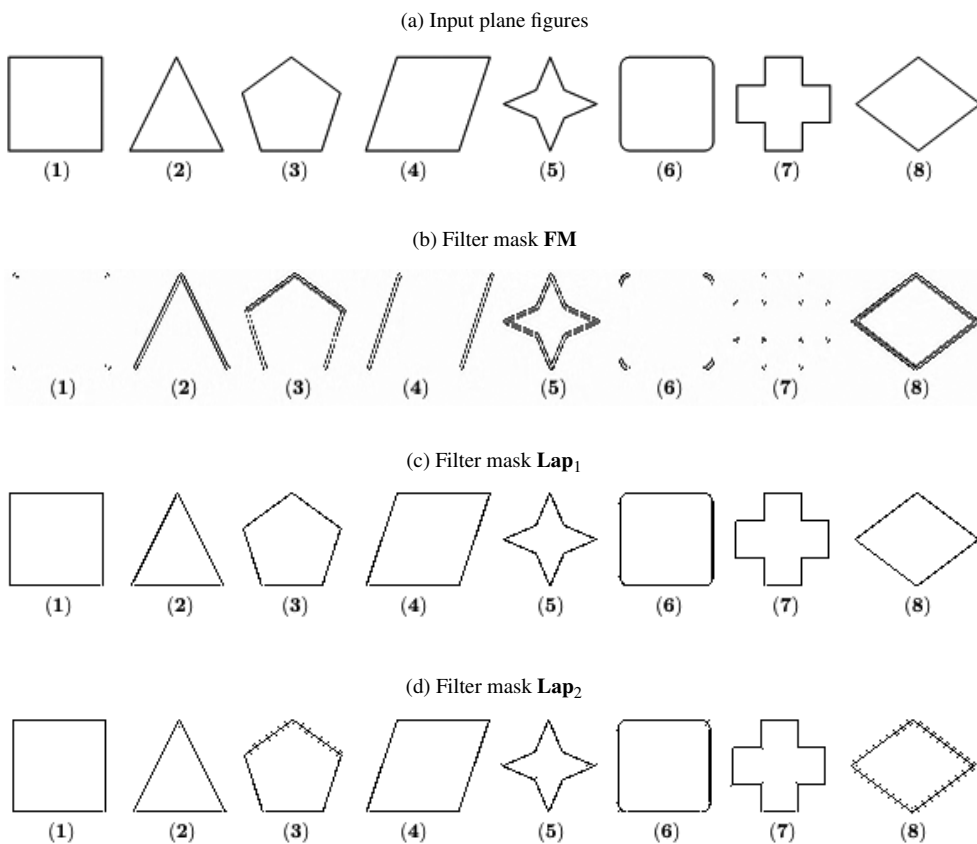 (a) Input plane figures
(1) (2) (3) (4) (5) (6) (7) (8)
(b) Filter mask FM
(1) (2) (3) (4) (5) (6) (7) (8)
(c) Filter mask Lap₁
(1) (2) (3) (4) (5) (6) (7) (8)
(d) Filter mask Lap₂
(1) (2) (3) (4) (5) (6) (7) (8)